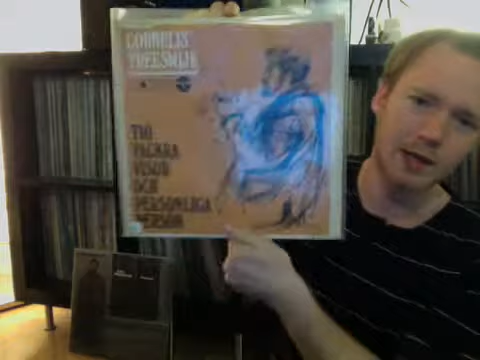 CORNELIS
VREESWIJK
TIO
VACKRA
VISOR
OCH
PERSONLIGA
PERSON